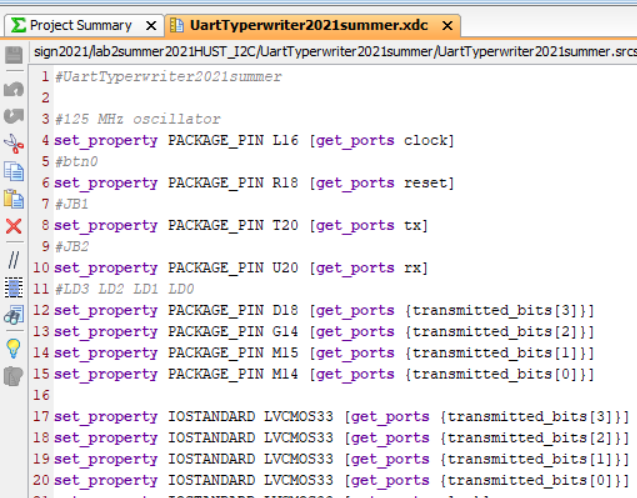 Project Summary × UartTyperwriter2021summer.xdc ×
sign2021/lab2summer2021HUST_I2C/UartTyperwriter2021summer/UartTyperwriter2021summer.srcs
1 #UartTyperwriter2021summer
2
3 #125 MHz oscillator
4 set_property PACKAGE_PIN L16 [get_ports clock]
5 #btn0
6 set_property PACKAGE_PIN R18 [get_ports reset]
7 #JB1
8 set_property PACKAGE_PIN T20 [get_ports tx]
9 #JB2
10 set_property PACKAGE_PIN U20 [get_ports rx]
11 #LD3 LD2 LD1 LD0
12 set_property PACKAGE_PIN D18 [get_ports {transmitted_bits[3]}]
13 set_property PACKAGE_PIN G14 [get_ports {transmitted_bits[2]}]
14 set_property PACKAGE_PIN M15 [get_ports {transmitted_bits[1]}]
15 set_property PACKAGE_PIN M14 [get_ports {transmitted_bits[0]}]
16
17 set_property IOSTANDARD LVCMOS33 [get_ports {transmitted_bits[3]}]
18 set_property IOSTANDARD LVCMOS33 [get_ports {transmitted_bits[2]}]
19 set_property IOSTANDARD LVCMOS33 [get_ports {transmitted_bits[1]}]
20 set_property IOSTANDARD LVCMOS33 [get_ports {transmitted_bits[0]}]